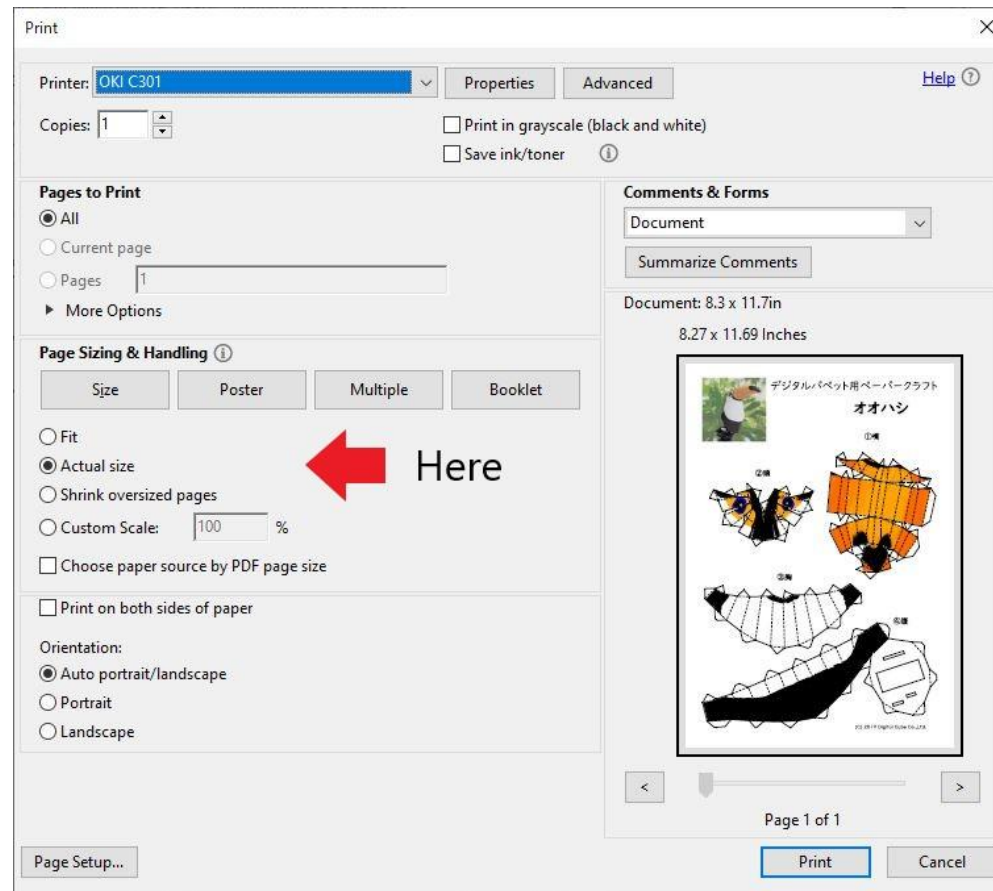 Print
Printer: OKI C301 Properties Advanced Help
Copies: 1 Print in grayscale (black and white)
Save ink/toner
Pages to Print
All
Current page
Pages 1
More Options
Comments & Forms
Document
Summarize Comments
Page Sizing & Handling
Size Poster Multiple Booklet
Fit
Actual size
Shrink oversized pages
Custom Scale: 100 %
Choose paper source by PDF page size
Here
Print on both sides of paper
Orientation:
Auto portrait/landscape
Portrait
Landscape
Document: 8.3 x 11.7in
8.27 x 11.69 Inches
デジタルパペット用ペーパークラフト
オオハシ
Page 1 of 1
< >
Page Setup... Print Cancel